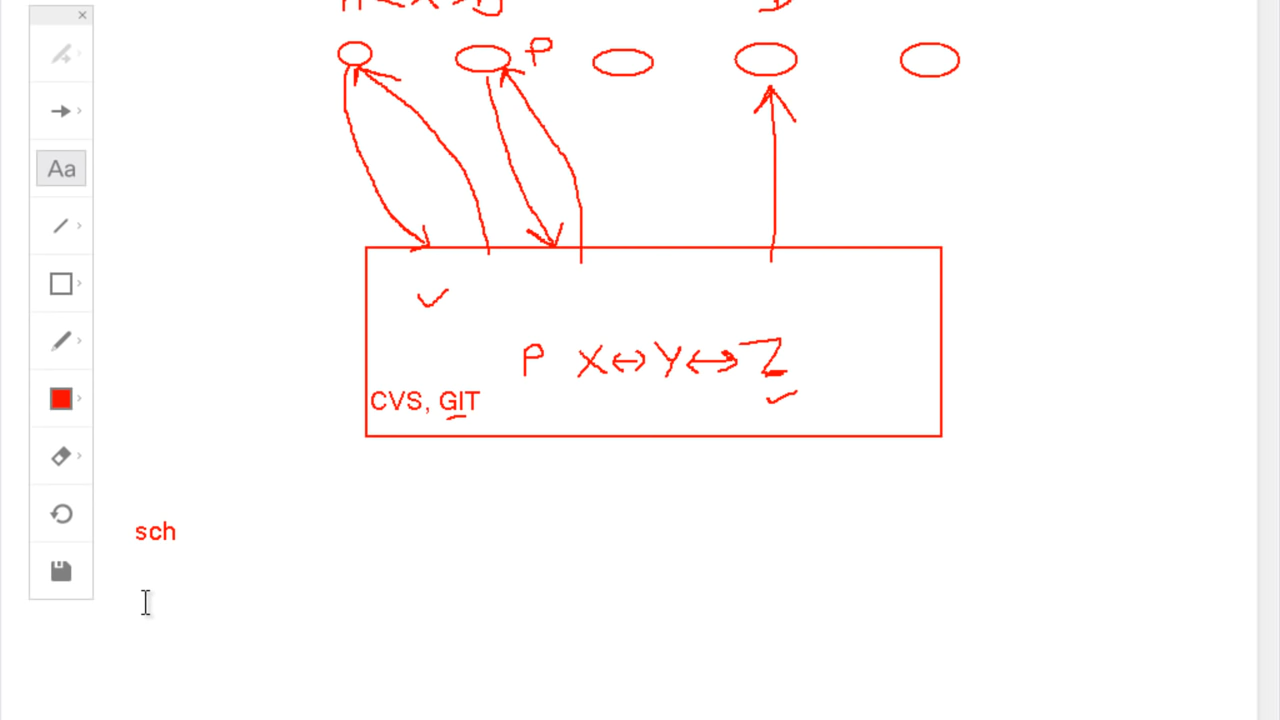 P
P X↔Y↔Z
CVS, GIT
sch
Aa